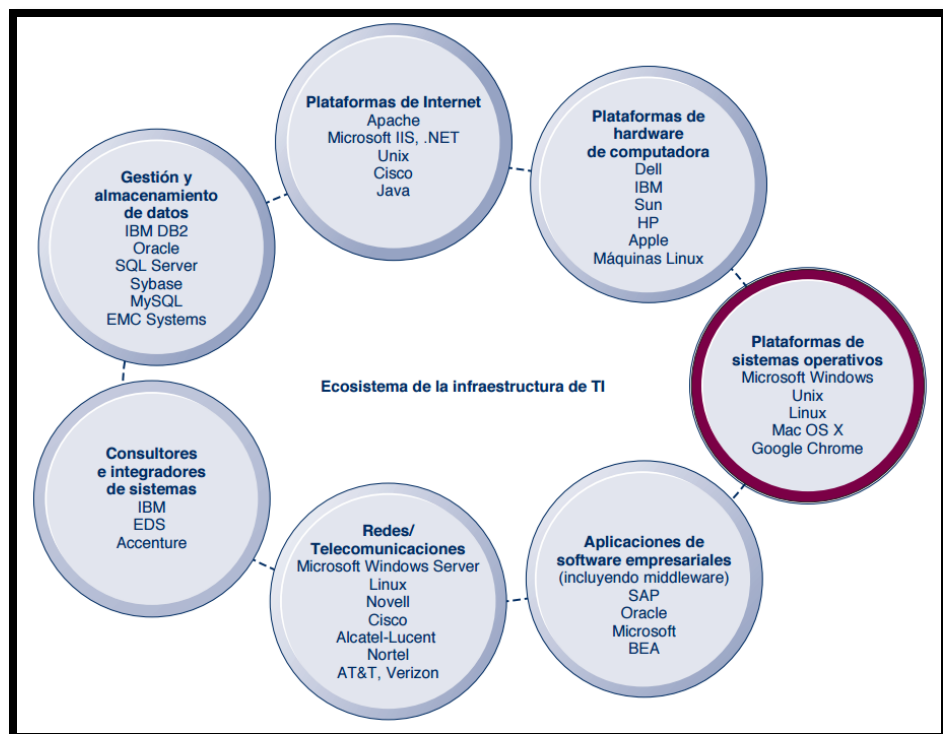 Plataformas de Internet
Apache
Microsoft IIS, .NET
Unix
Cisco
Java
Plataformas de
hardware
de computadora
Dell
IBM
Sun
HP
Apple
Máquinas Linux
Gestión y
almacenamiento
de datos
IBM DB2
Oracle
SQL Server
Sybase
MySQL
EMC Systems
Plataformas de
sistemas operativos
Microsoft Windows
Unix
Linux
Mac OS X
Google Chrome
Ecosistema de la infraestructura de TI
Consultores
e integradores
de sistemas
IBM
EDS
Accenture
Redes/
Telecomunicaciones
Microsoft Windows Server
Linux
Novell
Cisco
Alcatel-Lucent
Nortel
AT&T, Verizon
Aplicaciones de
software empresariales
(incluyendo middleware)
SAP
Oracle
Microsoft
BEA